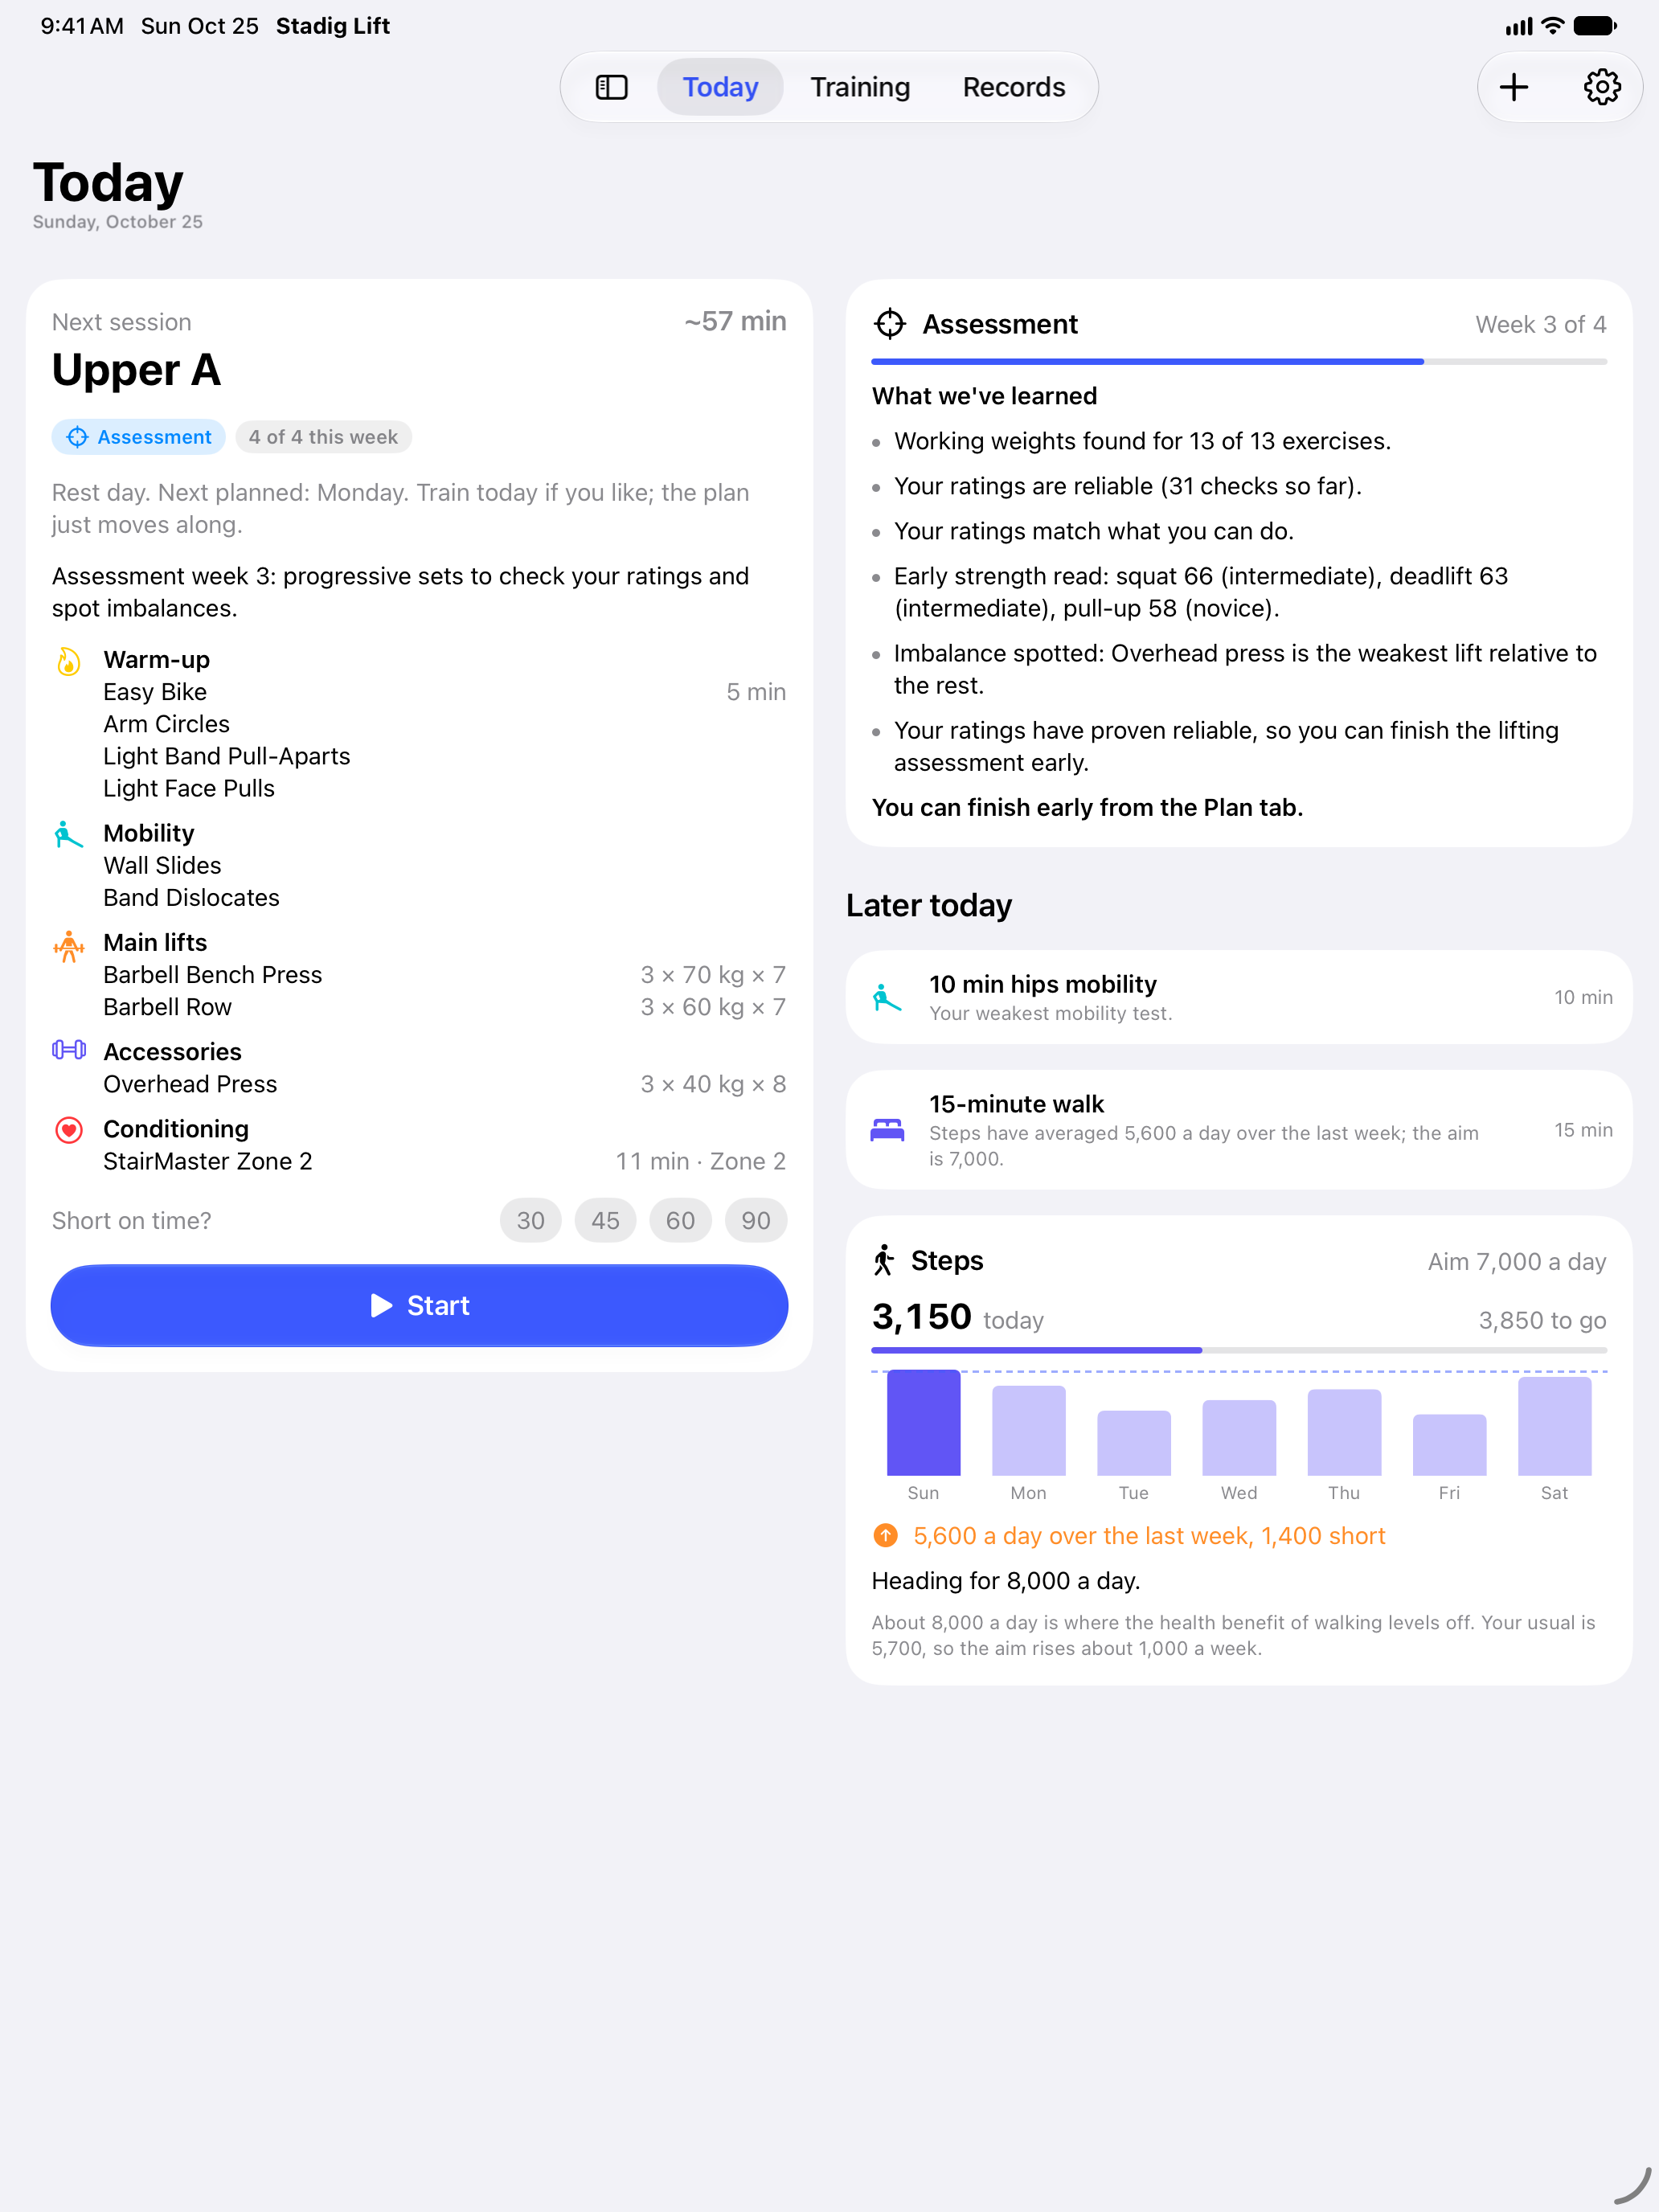 9:41 AM Sun Oct 25 Stadig Lift
Today
Training
Records
Today
Sunday, October 25
Next session
~57 min
Upper A
Assessment
4 of 4 this week
Rest day. Next planned: Monday. Train today if you like; the plan
just moves along.
Assessment week 3: progressive sets to check your ratings and
spot imbalances.
Warm-up
Easy Bike 5 min
Arm Circles
Light Band Pull-Aparts
Light Face Pulls
Mobility
Wall Slides
Band Dislocates
Main lifts
Barbell Bench Press 3 × 70 kg × 7
Barbell Row 3 × 60 kg × 7
Accessories
Overhead Press 3 × 40 kg × 8
Conditioning
StairMaster Zone 2 11 min · Zone 2
Short on time? 30 45 60 90
Start
Assessment Week 3 of 4
What we've learned
• Working weights found for 13 of 13 exercises.
• Your ratings are reliable (31 checks so far).
• Your ratings match what you can do.
• Early strength read: squat 66 (intermediate), deadlift 63
(intermediate), pull-up 58 (novice).
• Imbalance spotted: Overhead press is the weakest lift relative to
the rest.
• Your ratings have proven reliable, so you can finish the lifting
assessment early.
You can finish early from the Plan tab.
Later today
10 min hips mobility
Your weakest mobility test.
10 min
15-minute walk
Steps have averaged 5,600 a day over the last week; the aim
is 7,000.
15 min
Steps Aim 7,000 a day
3,150 today 3,850 to go
Sun Mon Tue Wed Thu Fri Sat
5,600 a day over the last week, 1,400 short
Heading for 8,000 a day.
About 8,000 a day is where the health benefit of walking levels off. Your usual is
5,700, so the aim rises about 1,000 a week.